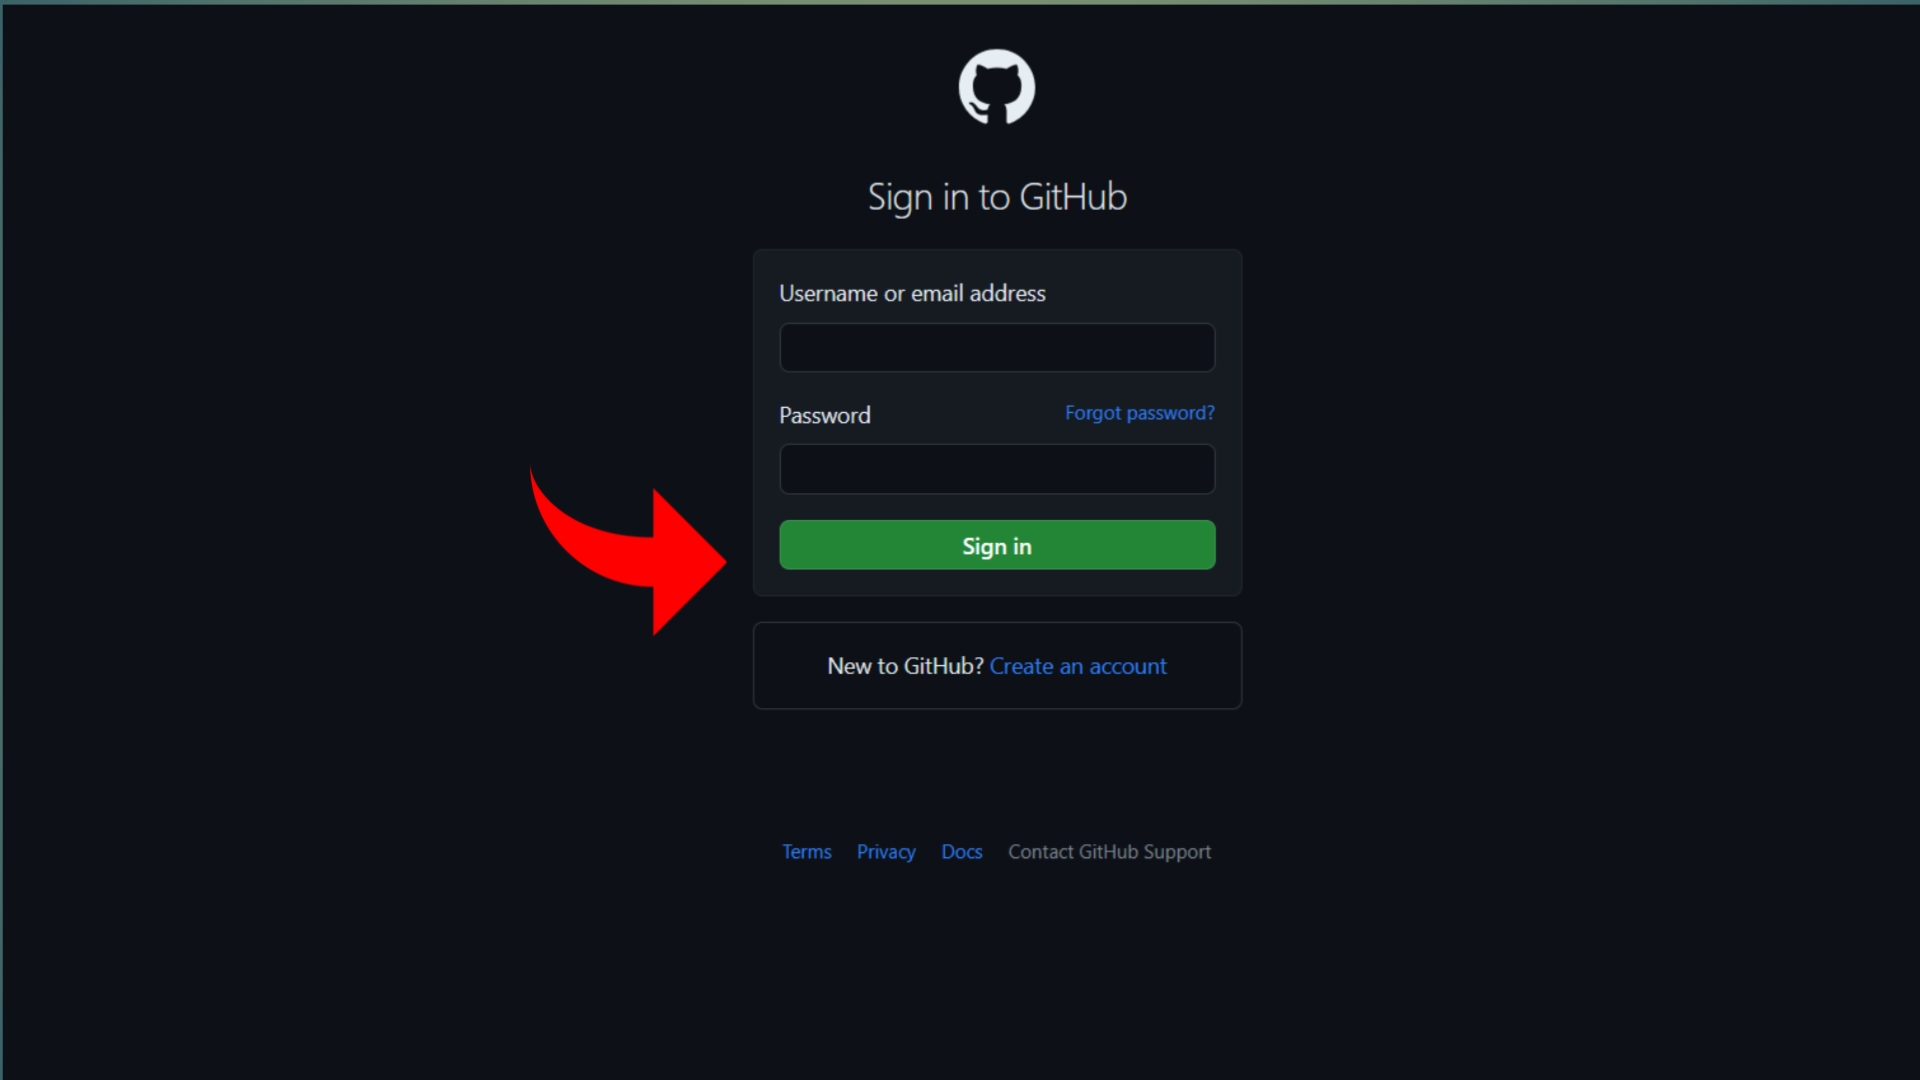 Sign in to GitHub
Username or email address
Password Forgot password?
Sign in
New to GitHub? Create an account
Terms Privacy Docs Contact GitHub Support